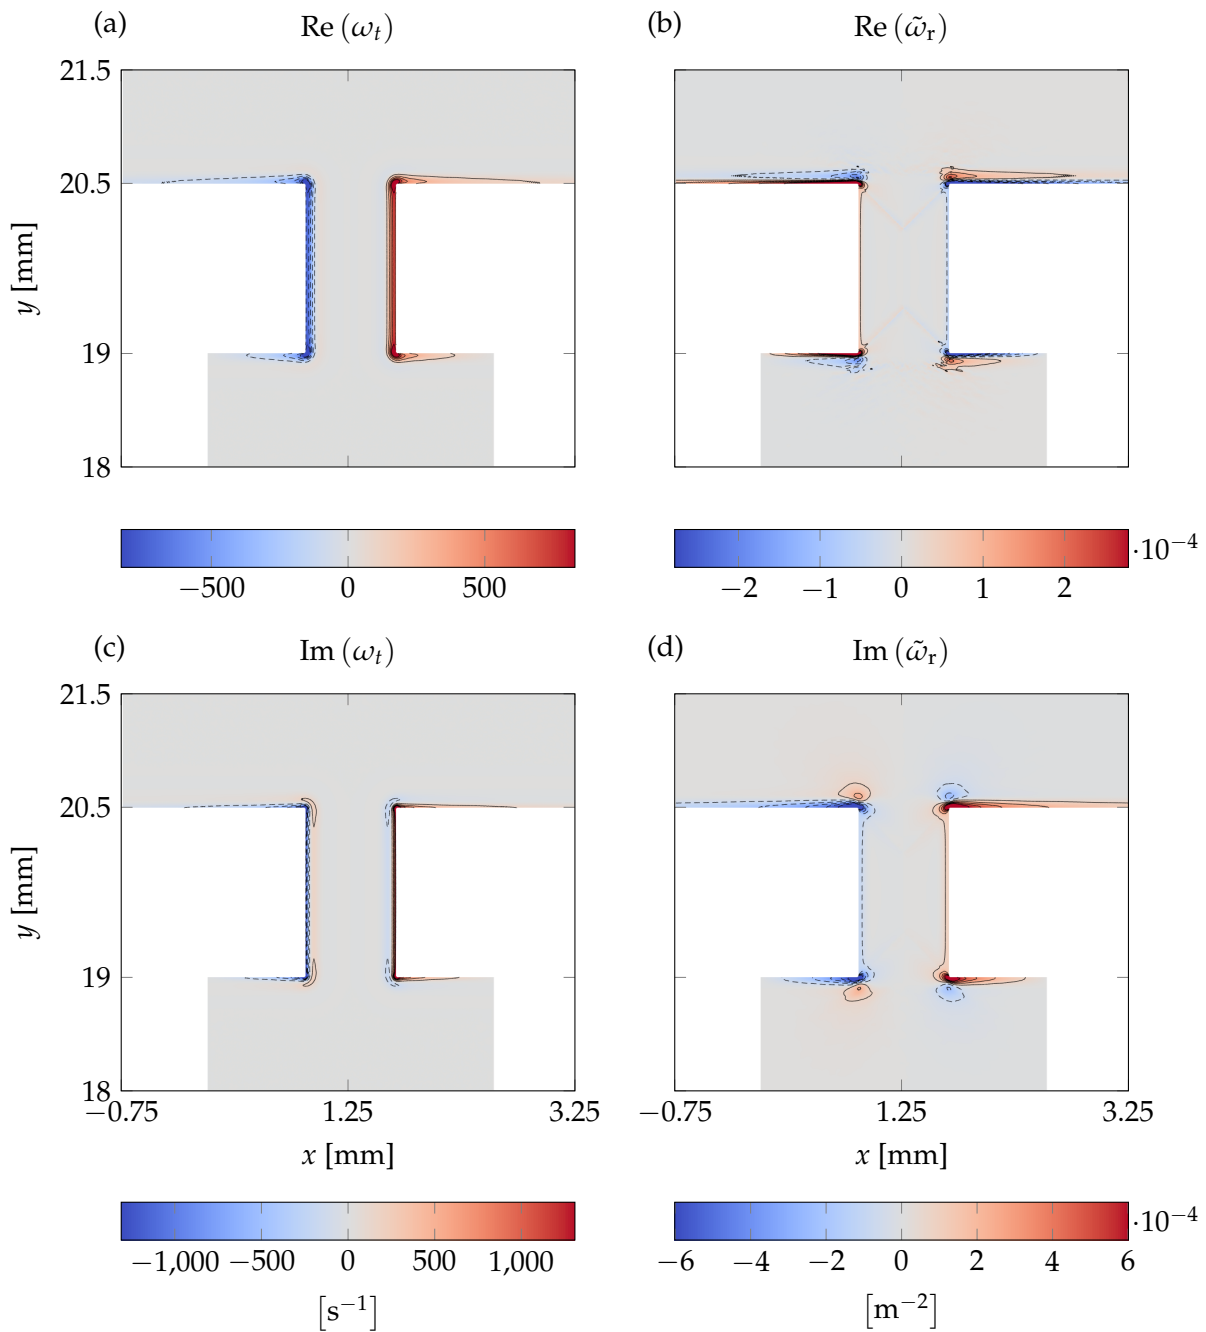 (a) Re (ω_t)
(b) Re (ω̃_r)
21.5
20.5
19
18
y [mm]
−500 0 500
−2 −1 0 1 2 ·10⁻⁴
(c) Im (ω_t)
(d) Im (ω̃_r)
21.5
20.5
19
18
y [mm]
−0.75 1.25 3.25
−0.75 1.25 3.25
x [mm]
x [mm]
−1,000 −500 0 500 1,000
−6 −4 −2 0 2 4 6 ·10⁻⁴
[s⁻¹]
[m⁻²]